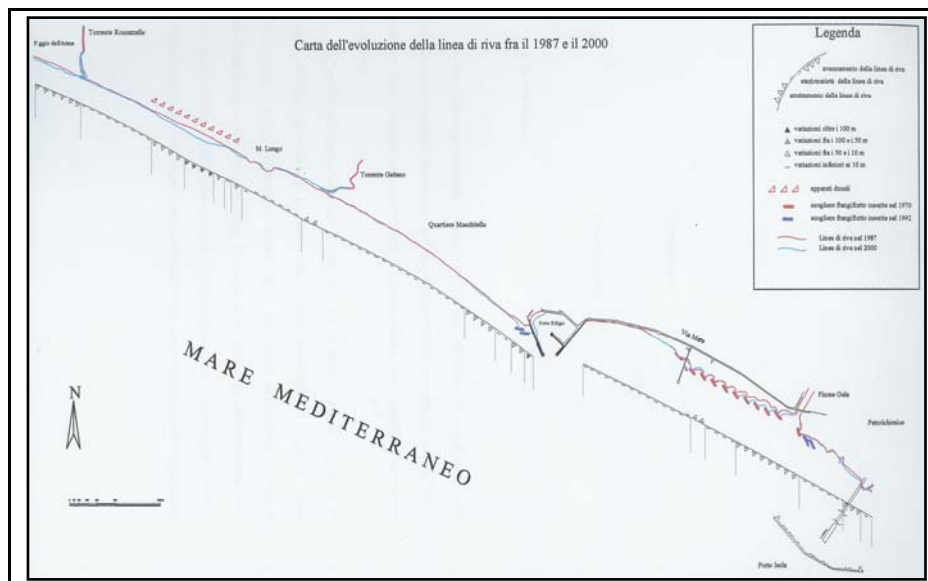 Carta dell'evoluzione della linea di riva fra il 1987 e il 2000
Torrente
P.ggio dell'Arena
M. Lungo
Torrente Gattano
Quartiere Macchitella
Porto Rifugio
Via Mare
Fiume Gela
Petrolchimico
Porto Isola
MARE MEDITERRANEO
N
Legenda
avanzamento della linea di riva
stazionarietà della linea di riva
arretramento della linea di riva
variazioni oltre i 100 m
variazioni fra i 100 e i 50 m
variazioni fra i 50 e i 10 m
variazioni inferiori ai 10 m
apparati dunali
scogliere frangiflutto inserite nel 1970
scogliere frangiflutto inserite nel 1992
Linea di riva nel 1987
Linea di riva nel 2000